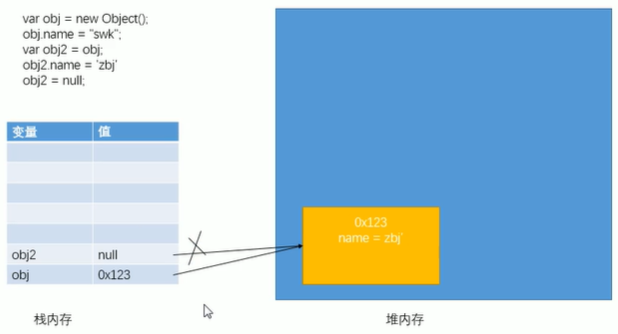 var obj = new Object();
obj.name = "swk";
var obj2 = obj;
obj2.name = 'zbj'
obj2 = null;
变量 值
obj2 null
obj 0x123
0x123
name = zbj'
栈内存
堆内存